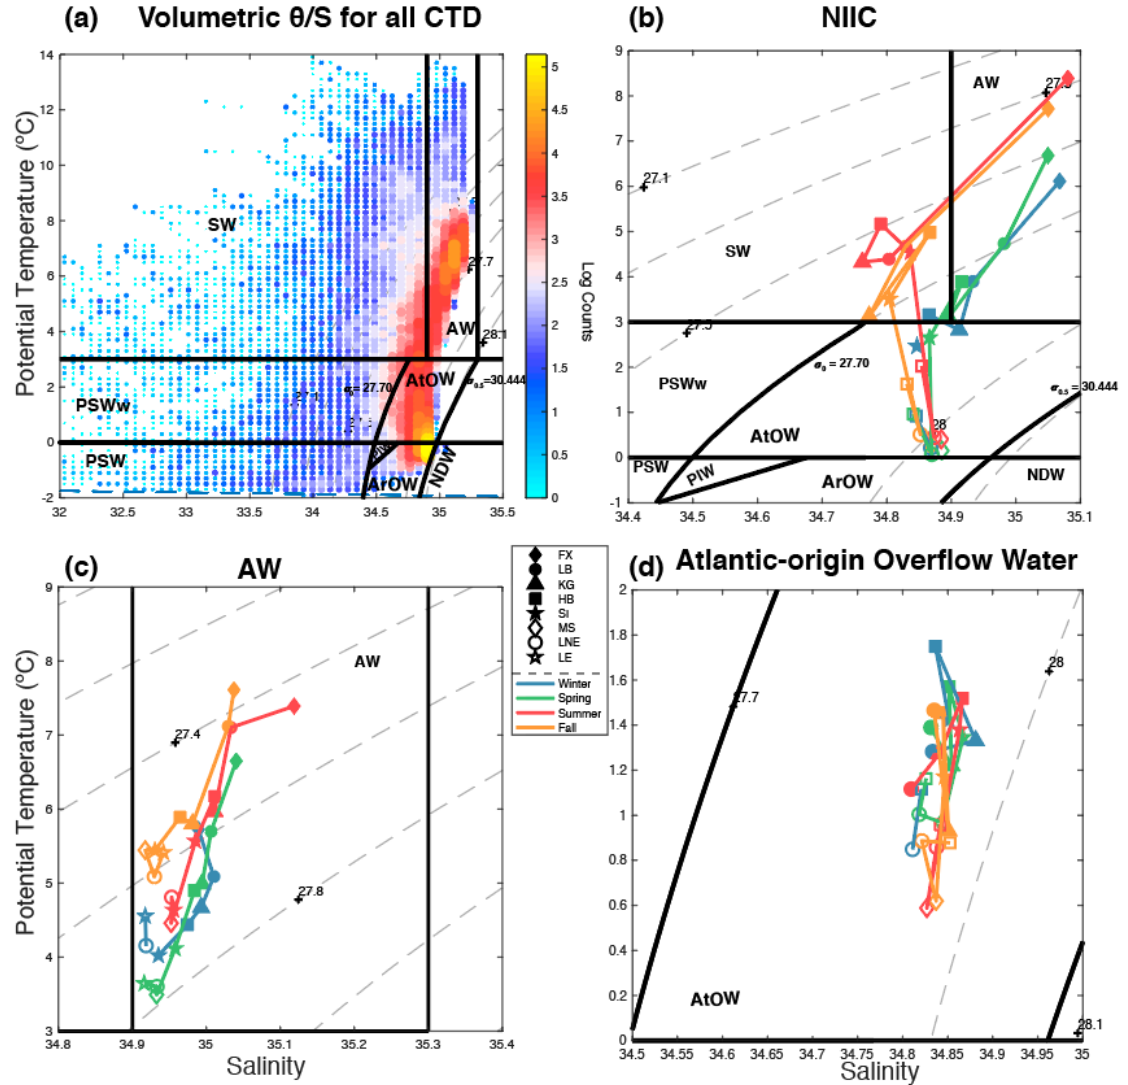 (a) Volumetric θ/S for all CTD
Potential Temperature (ºC)
14
12
10
8
6
4
2
0
-2
32
32.5
33
33.5
34
34.5
35
35.5
SW
AW
27.7
28.1
AtOW
σ₀ = 27.70
σ₀.₅=30.444
27.1
PSWw
PSW
PIW
ArOW
NDW
5
4.5
4
3.5
3
2.5
2
1.5
1
0.5
0
Log Counts
(b) NIIC
9
8
7
6
5
4
3
2
1
0
-1
34.4
34.5
34.6
34.7
34.8
34.9
35
35.1
AW
27.1
SW
27.5
PSWw
σ₀ = 27.70
σ₀.₅ = 30.444
AtOW
28
PSW
PIW
ArOW
NDW
(c) AW
Potential Temperature (ºC)
9
8
7
6
5
4
3
34.8
34.9
35
35.1
35.2
35.3
35.4
Salinity
AW
27.4
27.8
FX
LB
KG
HB
SI
MS
LNE
LE
Winter
Spring
Summer
Fall
(d) Atlantic-origin Overflow Water
2
1.8
1.6
1.4
1.2
1
0.8
0.6
0.4
0.2
0
34.5
34.55
34.6
34.65
34.7
34.75
34.8
34.85
34.9
34.95
35
Salinity
27.7
28
28.1
AtOW